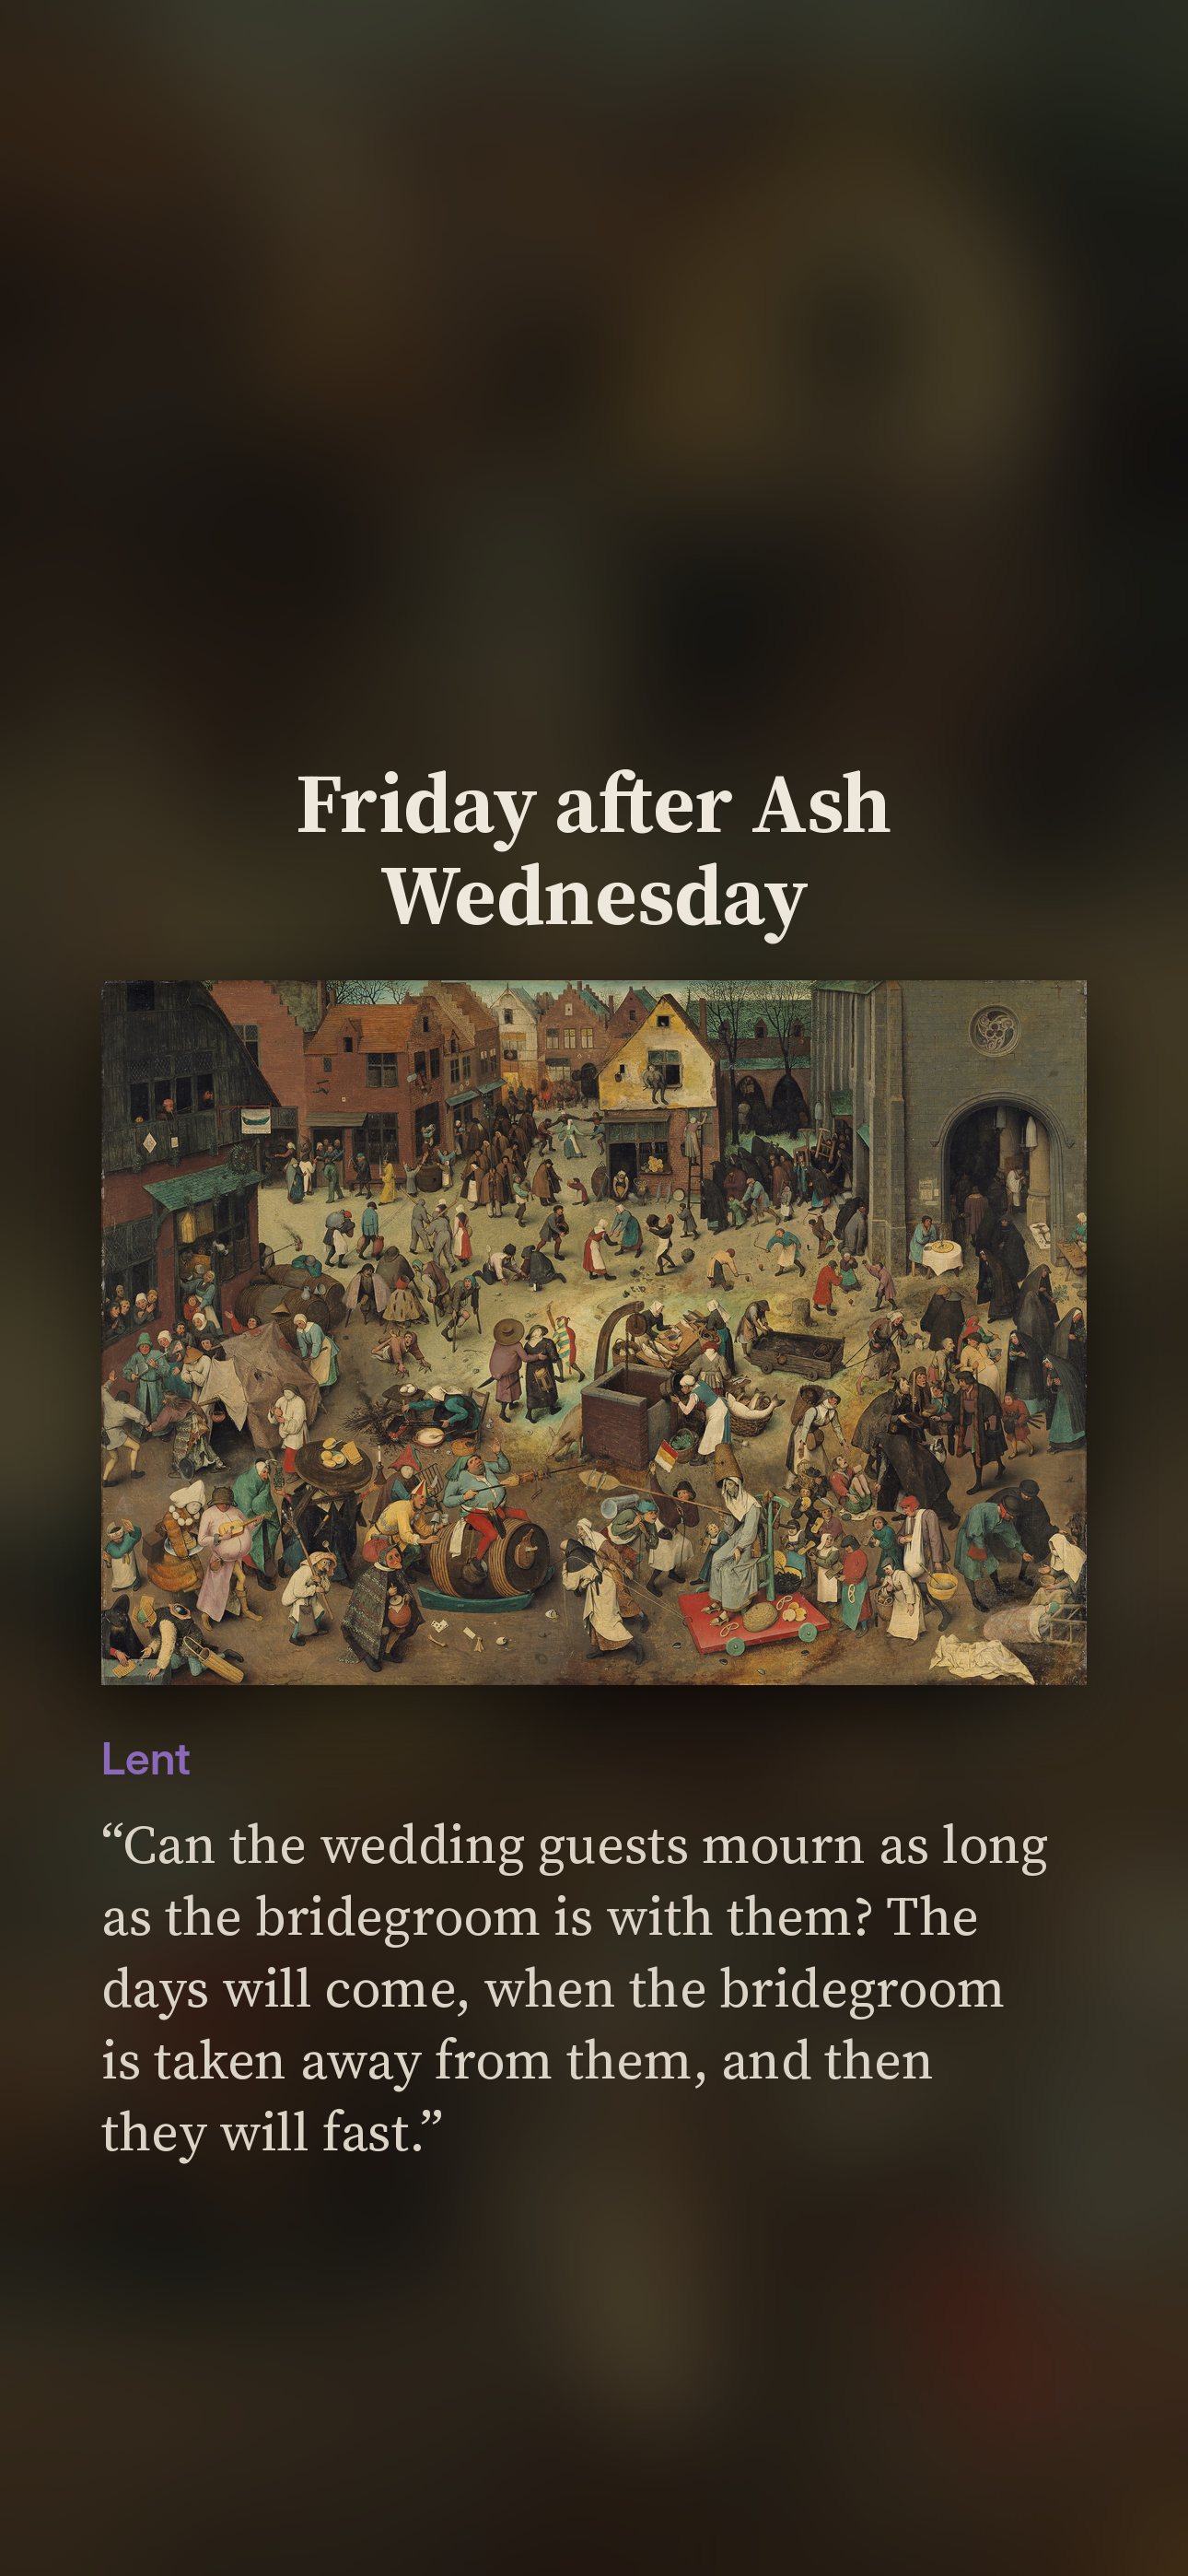 Friday after Ash
Wednesday
Lent
“Can the wedding guests mourn as long
as the bridegroom is with them? The
days will come, when the bridegroom
is taken away from them, and then
they will fast.”